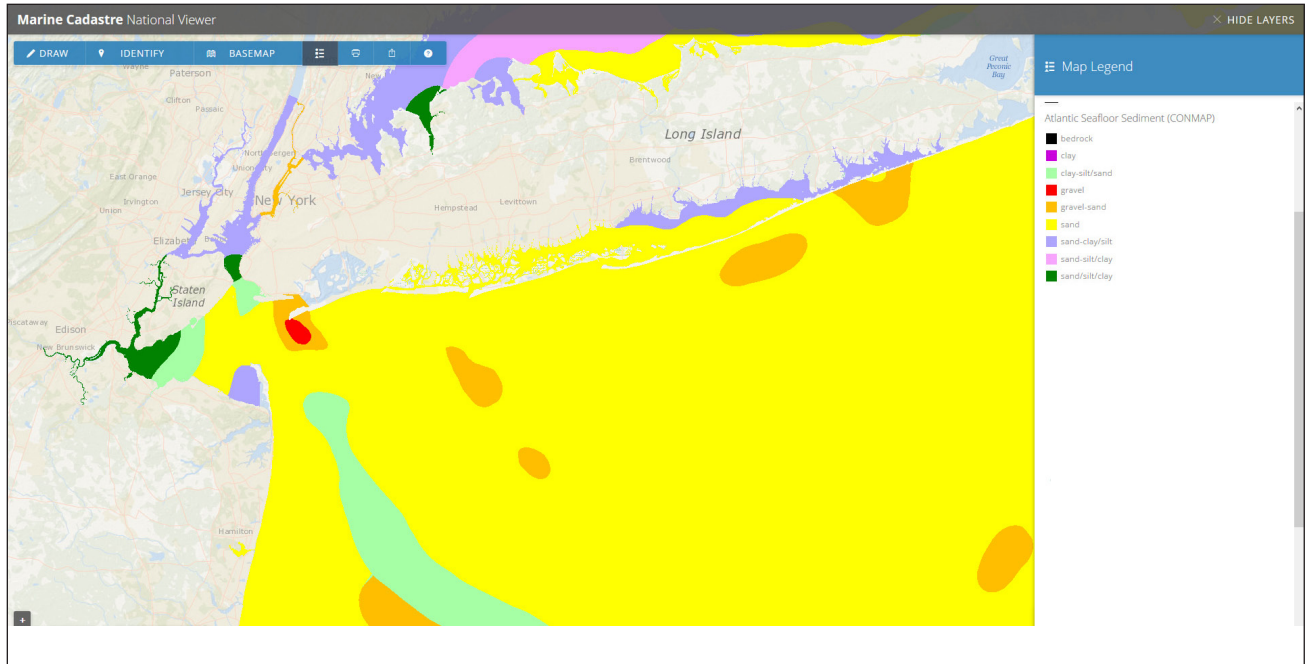 Marine Cadastre National Viewer
HIDE LAYERS
DRAW
IDENTIFY
BASEMAP
Map Legend
Atlantic Seafloor Sediment (CONMAP)
bedrock
clay
clay-silt/sand
gravel
gravel-sand
sand
sand-clay/silt
sand-silt/clay
sand/silt/clay
Wayne
Paterson
New
Great
Peconic
Bay
Clifton
Passaic
Long Island
North Bergen
Union City
Brentwood
East Orange
Jersey City
Irvington
Union
New York
Hempstead
Levittown
Elizabet
Staten
Island
Piscataway
Edison
New Brunswick
Hamilton
+